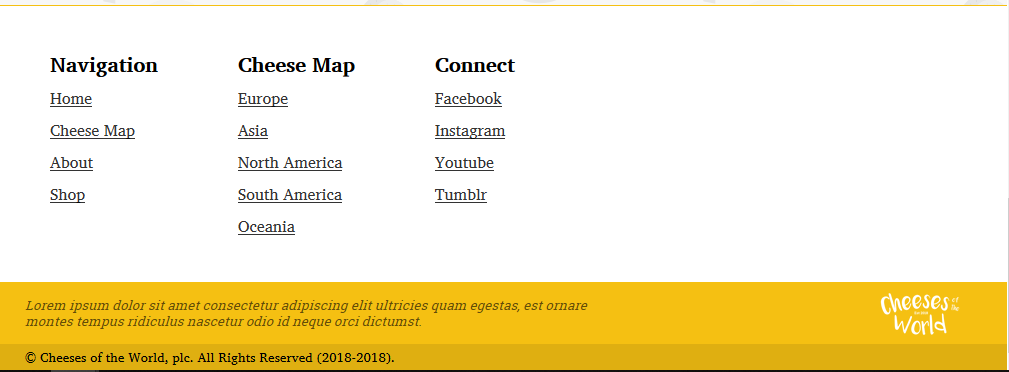 Navigation
Home
Cheese Map
About
Shop
Cheese Map
Europe
Asia
North America
South America
Oceania
Connect
Facebook
Instagram
Youtube
Tumblr
Lorem ipsum dolor sit amet consectetur adipiscing elit ultricies quam egestas, est ornare
montes tempus ridiculus nascetur odio id neque orci dictumst.
cheeses of the
World
© Cheeses of the World, plc. All Rights Reserved (2018-2018).